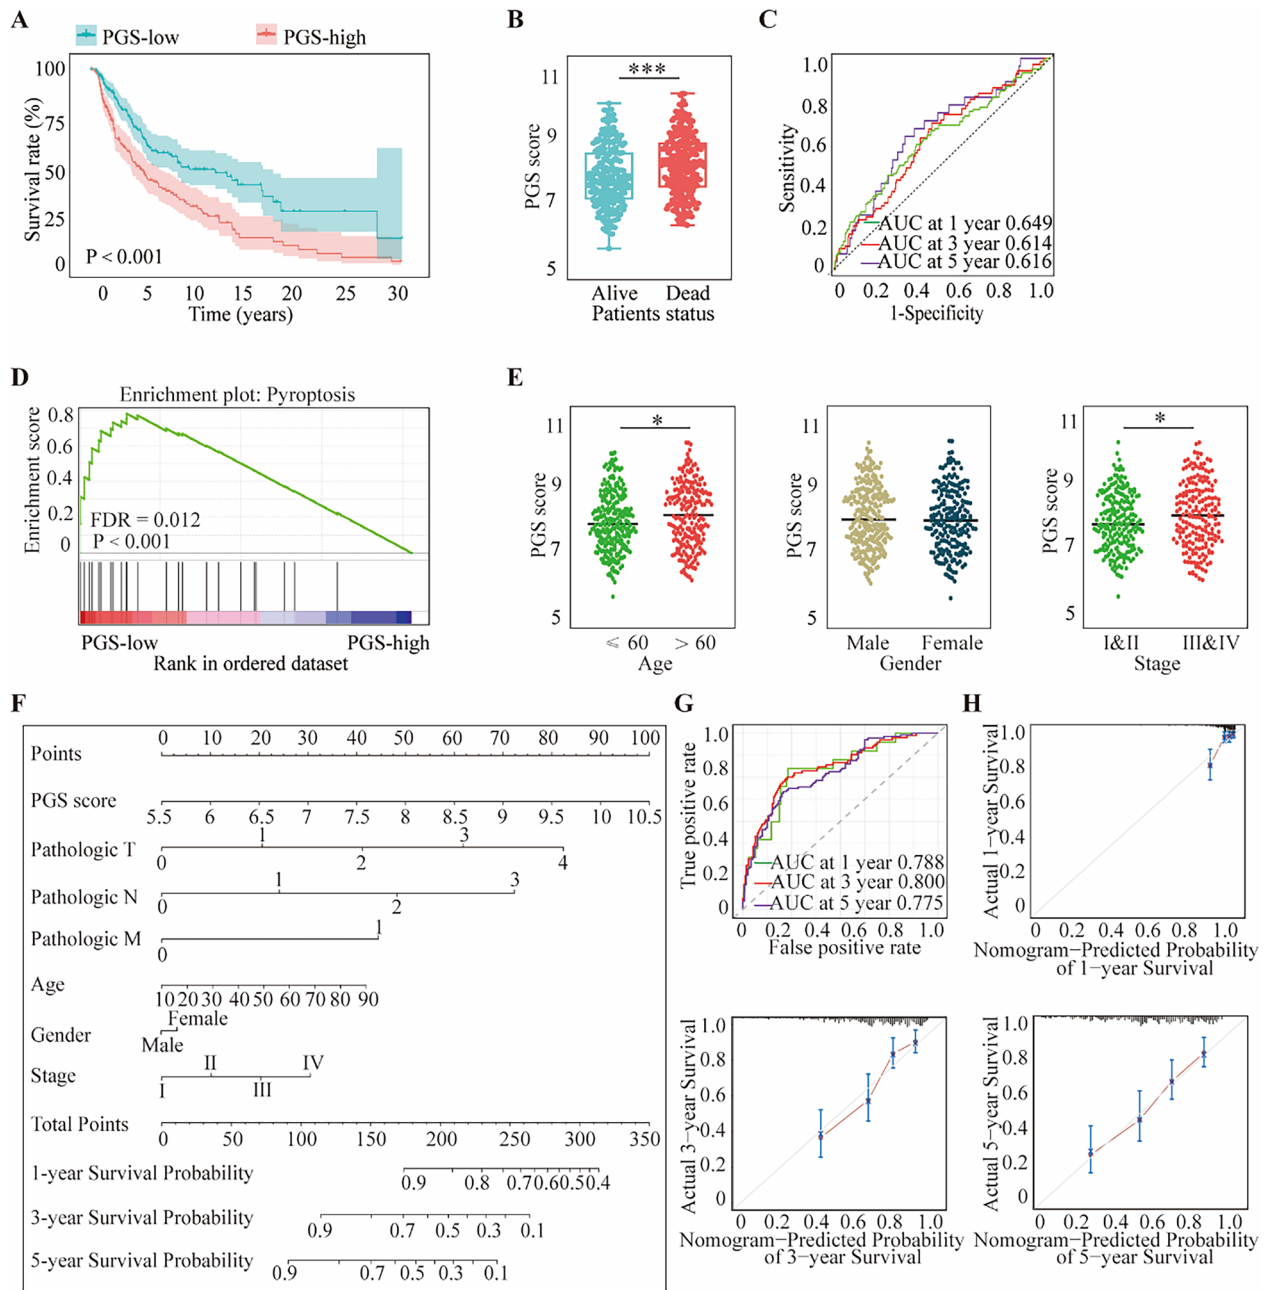 A
PGS-low
PGS-high
100
75
50
25
0
Survival rate (%)
P < 0.001
0 5 10 15 20 25 30
Time (years)
B
***
11
9
7
5
PGS score
Alive Dead
Patients status
C
1.0
0.8
0.6
0.4
0.2
0
Sensitivity
AUC at 1 year 0.649
AUC at 3 year 0.614
AUC at 5 year 0.616
0 0.2 0.4 0.6 0.8 1.0
1-Specificity
D
Enrichment plot: Pyroptosis
0.8
0.6
0.4
0.2
0
Enrichment score
FDR = 0.012
P < 0.001
PGS-low PGS-high
Rank in ordered dataset
E
*
11
9
7
5
PGS score
⩽ 60 > 60
Age
11
9
7
5
PGS score
Male Female
Gender
*
11
9
7
5
PGS score
I&II III&IV
Stage
F
Points
0 10 20 30 40 50 60 70 80 90 100
PGS score
5.5 6 6.5 7 7.5 8 8.5 9 9.5 10 10.5
Pathologic T
1 3
0 2 4
Pathologic N
1 3
0 2
Pathologic M
1
0
Age
10 20 30 40 50 60 70 80 90
Gender
Female
Male
Stage
II IV
I III
Total Points
0 50 100 150 200 250 300 350
1-year Survival Probability
0.9 0.8 0.7 0.6 0.5 0.4
3-year Survival Probability
0.9 0.7 0.5 0.3 0.1
5-year Survival Probability
0.9 0.7 0.5 0.3 0.1
G
1.0
0.8
0.6
0.4
0.2
0
True positive rate
AUC at 1 year 0.788
AUC at 3 year 0.800
AUC at 5 year 0.775
0 0.2 0.4 0.6 0.8 1.0
False positive rate
H
1.0
0.8
0.6
0.4
0.2
0
Actual 1−year Survival
0 0.2 0.4 0.6 0.8 1.0
Nomogram−Predicted Probability
of 1−year Survival
1.0
0.8
0.6
0.4
0.2
0
Actual 3−year Survival
0 0.2 0.4 0.6 0.8 1.0
Nomogram−Predicted Probability
of 3−year Survival
1.0
0.8
0.6
0.4
0.2
0
Actual 5−year Survival
0 0.2 0.4 0.6 0.8 1.0
Nomogram−Predicted Probability
of 5−year Survival